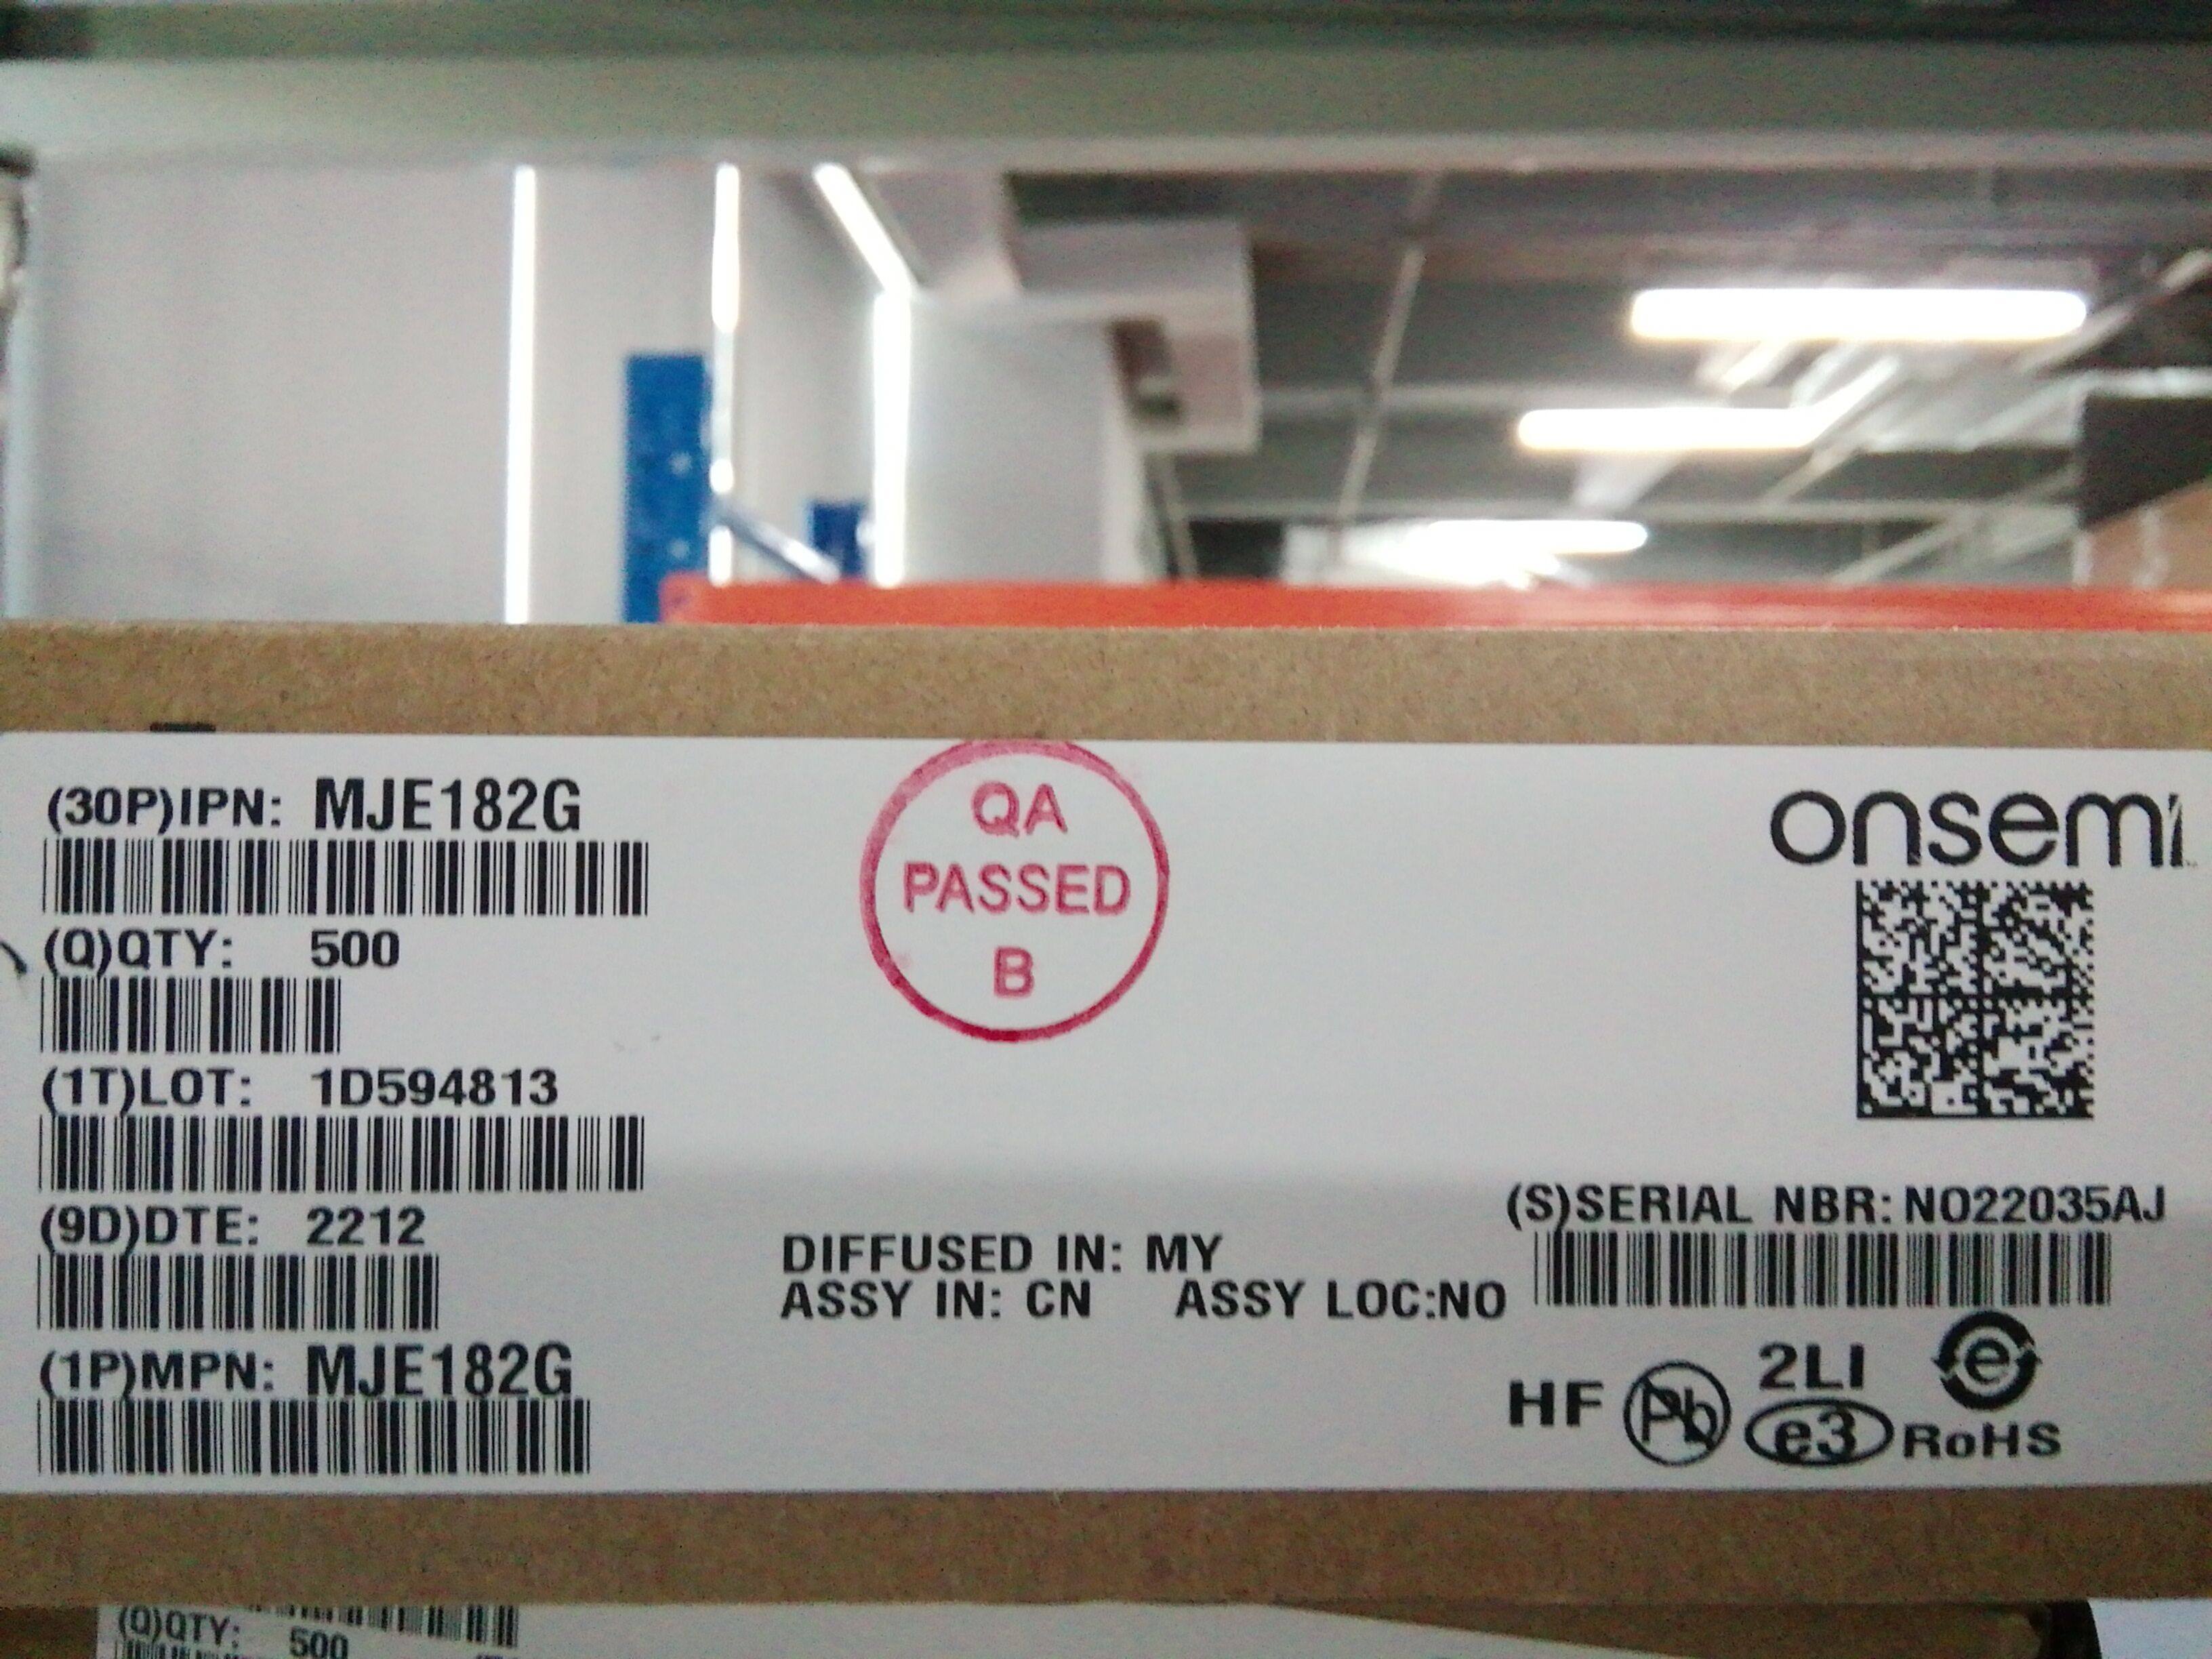 (30P)IPN: MJE182G
(Q)QTY: 500
(1T)LOT: 1D594813
(9D)DTE: 2212
(1P)MPN: MJE182G
QA
PASSED
B
DIFFUSED IN: MY
ASSY IN: CN ASSY LOC:NO
onsemi
(S)SERIAL NBR: NO22035AJ
HF Pb 2LI e
e3 RoHS
(Q)QTY: 500